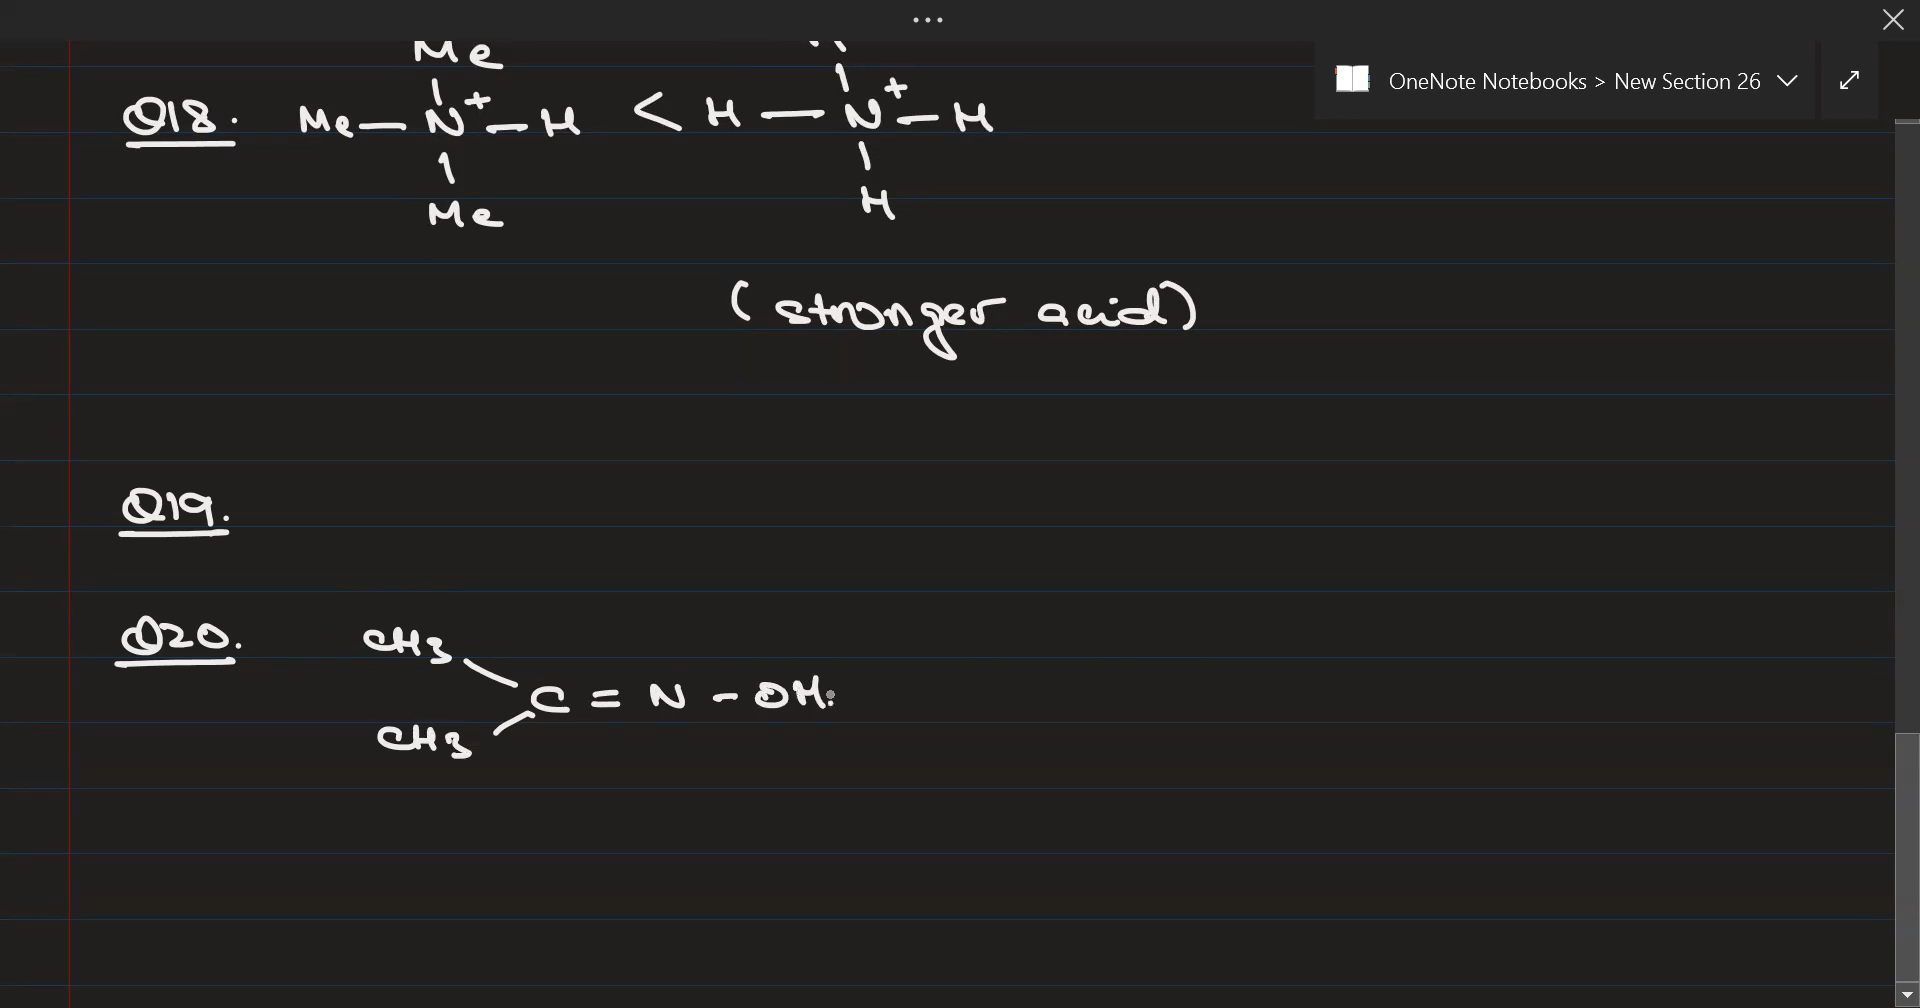 OneNote Notebooks > New Section 26
Me
H
Q18. Me — N⁺ — H < H — N⁺ — H
Me
H
(stronger acid)
Q19.
Q20. CH3
C = N - OH
CH3